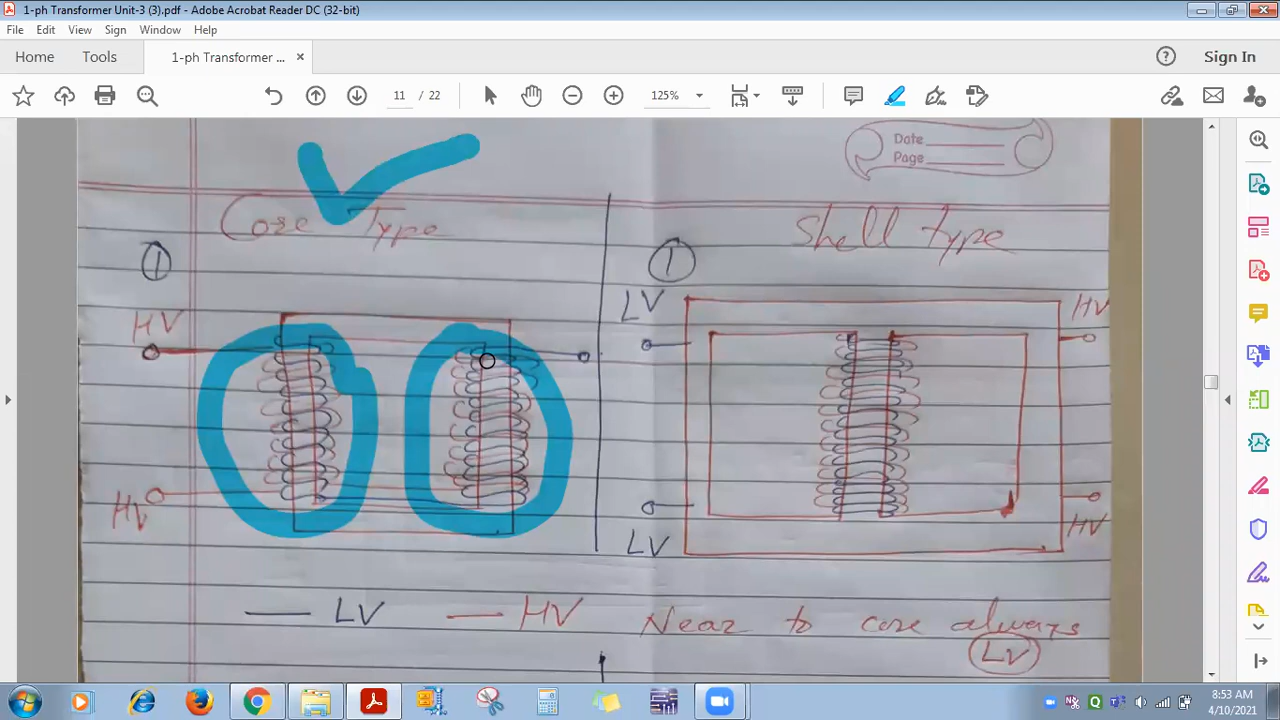 1-ph Transformer Unit-3 (3).pdf - Adobe Acrobat Reader DC (32-bit)
File Edit View Sign Window Help
Home Tools 1-ph Transformer ... × ? Sign In
11 / 22 125%
Date
Page
Core Type
Shell type
1
1
LV
HV
HV
HV
HV
LV
LV HV
Near to core always
LV
8:53 AM
4/10/2021